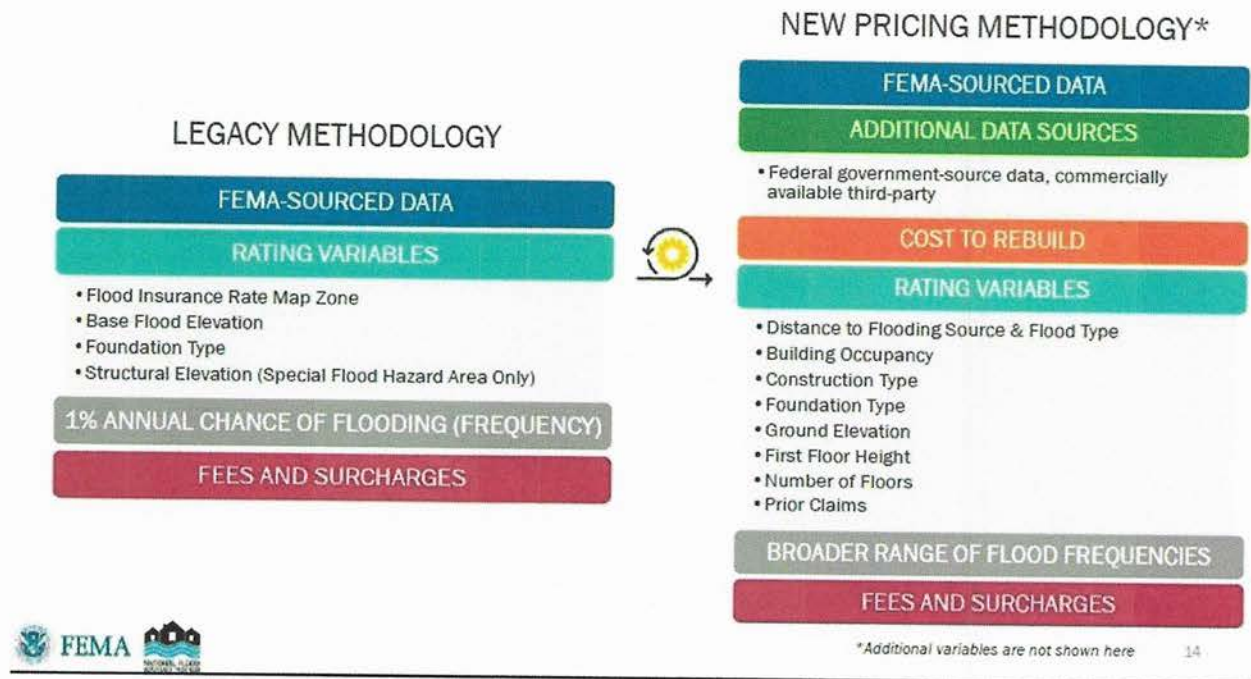 LEGACY METHODOLOGY
FEMA-SOURCED DATA
RATING VARIABLES
• Flood Insurance Rate Map Zone
• Base Flood Elevation
• Foundation Type
• Structural Elevation (Special Flood Hazard Area Only)
1% ANNUAL CHANCE OF FLOODING (FREQUENCY)
FEES AND SURCHARGES
NEW PRICING METHODOLOGY*
FEMA-SOURCED DATA
ADDITIONAL DATA SOURCES
• Federal government-source data, commercially
available third-party
COST TO REBUILD
RATING VARIABLES
• Distance to Flooding Source & Flood Type
• Building Occupancy
• Construction Type
• Foundation Type
• Ground Elevation
• First Floor Height
• Number of Floors
• Prior Claims
BROADER RANGE OF FLOOD FREQUENCIES
FEES AND SURCHARGES
FEMA
*Additional variables are not shown here
14